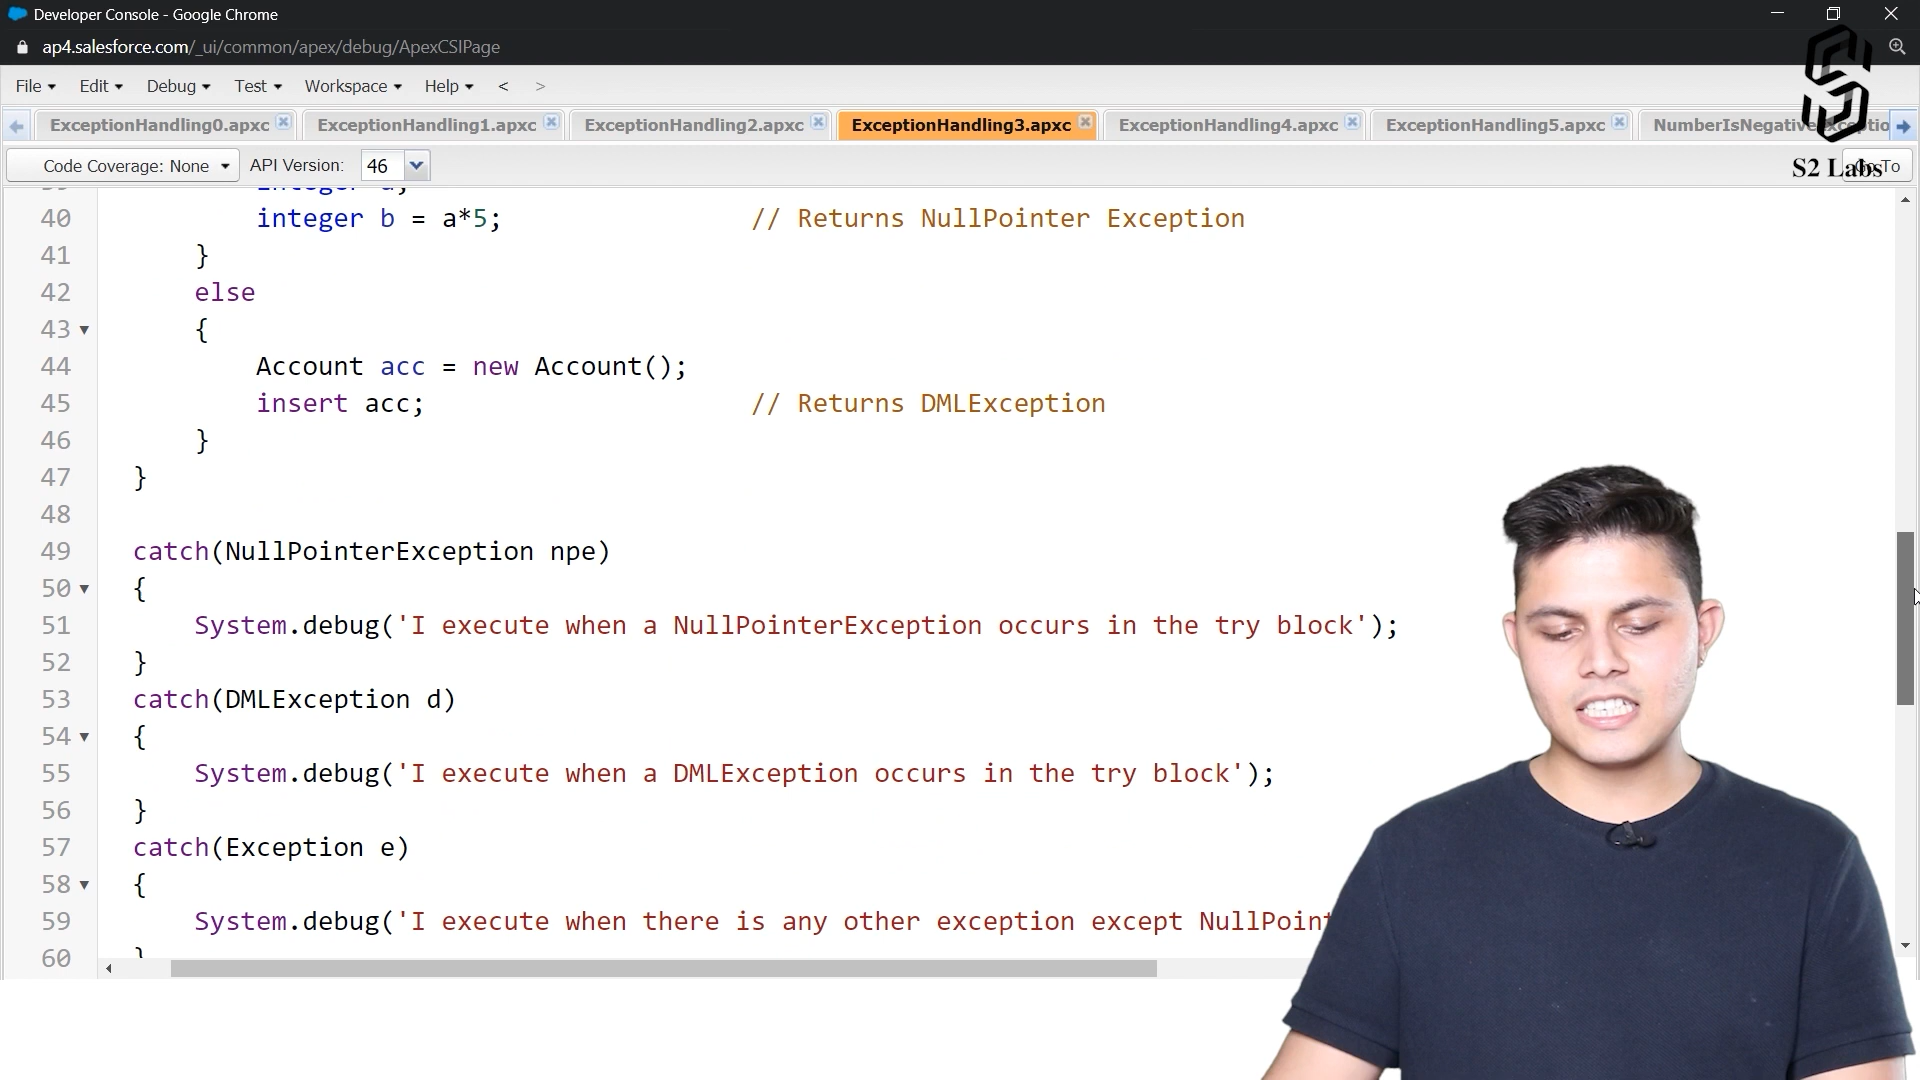 Developer Console - Google Chrome
ap4.salesforce.com/_ui/common/apex/debug/ApexCSIPage
File Edit Debug Test Workspace Help < >
ExceptionHandling0.apxc ExceptionHandling1.apxc ExceptionHandling2.apxc ExceptionHandling3.apxc ExceptionHandling4.apxc ExceptionHandling5.apxc
Code Coverage: None API Version: 46 To
S2 Labs
40 integer b = a*5; // Returns NullPointer Exception
41 }
42 else
43 {
44 Account acc = new Account();
45 insert acc; // Returns DMLException
46 }
47 }
48
49 catch(NullPointerException npe)
50 {
51 System.debug('I execute when a NullPointerException occurs in the try block');
52 }
53 catch(DMLException d)
54 {
55 System.debug('I execute when a DMLException occurs in the try block');
56 }
57 catch(Exception e)
58 {
59 System.debug('I execute when there is any other exception except NullPoin
60 }